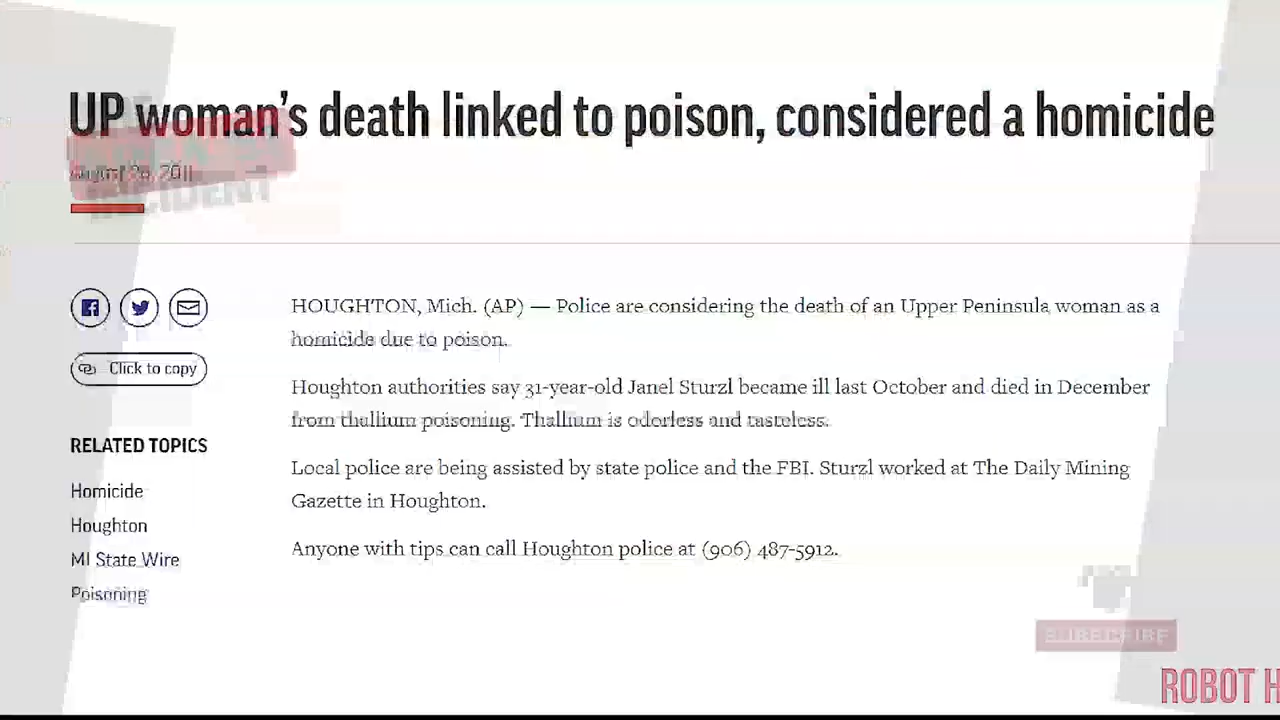 UP woman's death linked to poison, considered a homicide
HOUGHTON, Mich. (AP) — Police are considering the death of an Upper Peninsula woman as a
homicide due to poison.
Click to copy
Houghton authorities say 31-year-old Janel Sturzl became ill last October and died in December
from thallium poisoning. Thallium is odorless and tasteless.
RELATED TOPICS
Local police are being assisted by state police and the FBI. Sturzl worked at The Daily Mining
Gazette in Houghton.
Homicide
Houghton
MI State Wire
Poisoning
Anyone with tips can call Houghton police at (906) 487-5912.
SUBSCRIBE
ROBOT H